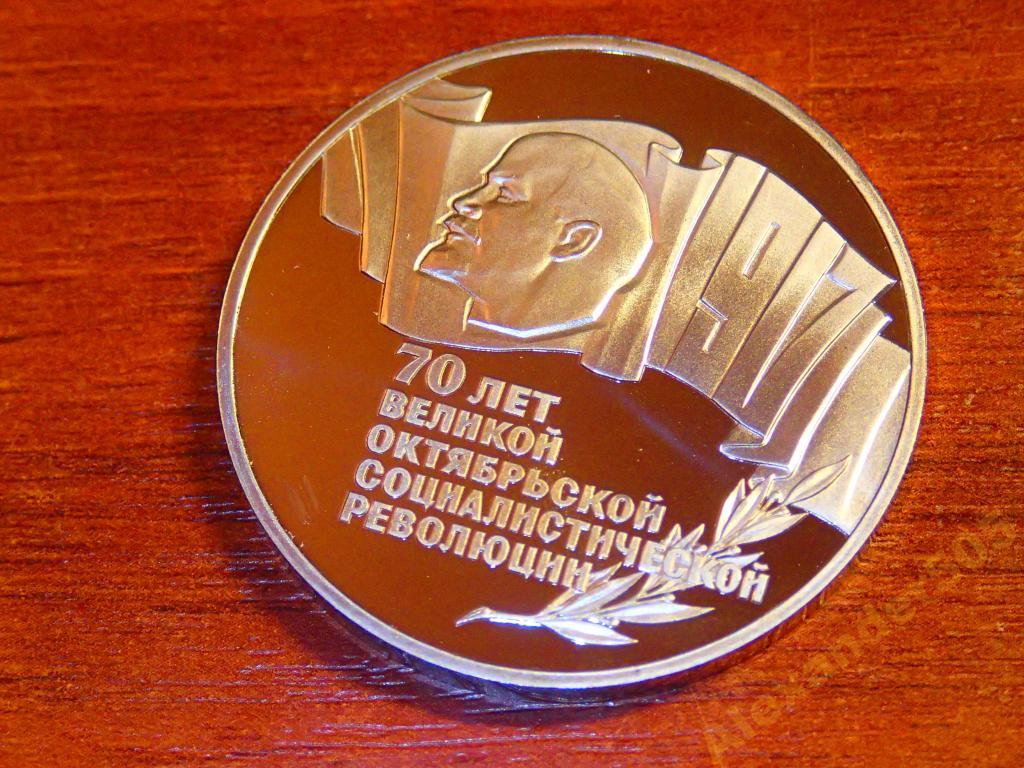 1917
70 ЛЕТ
ВЕЛИКОЙ
ОКТЯБРЬСКОЙ
СОЦИАЛИСТИЧЕСКОЙ
РЕВОЛЮЦИИ